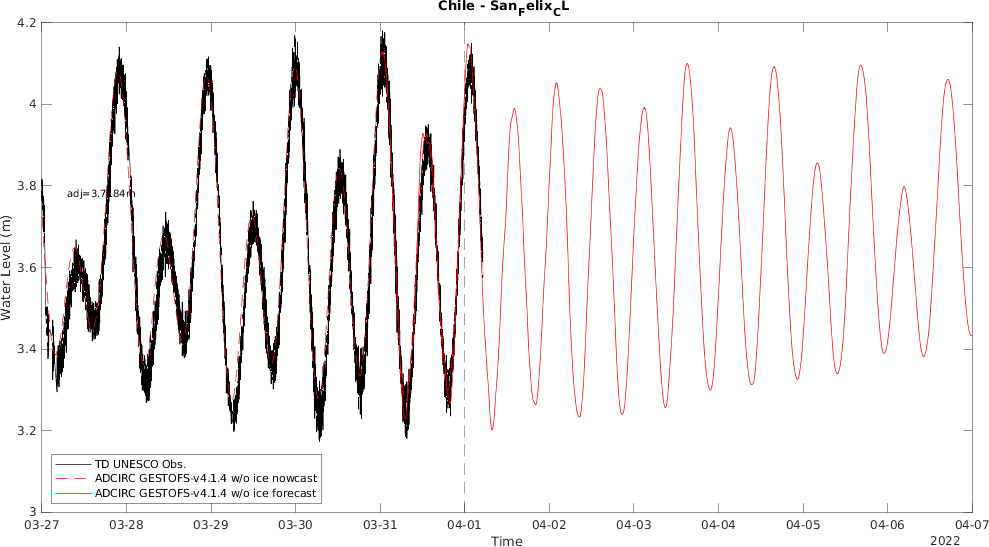 Chile - San_Felix_CL
4.2
4
3.8
3.6
3.4
3.2
3
Water Level (m)
adj=3.7184m
TD UNESCO Obs.
ADCIRC GESTOFS-v4.1.4 w/o ice nowcast
ADCIRC GESTOFS-v4.1.4 w/o ice forecast
03-27 03-28 03-29 03-30 03-31 04-01 04-02 04-03 04-04 04-05 04-06 04-07
Time
2022